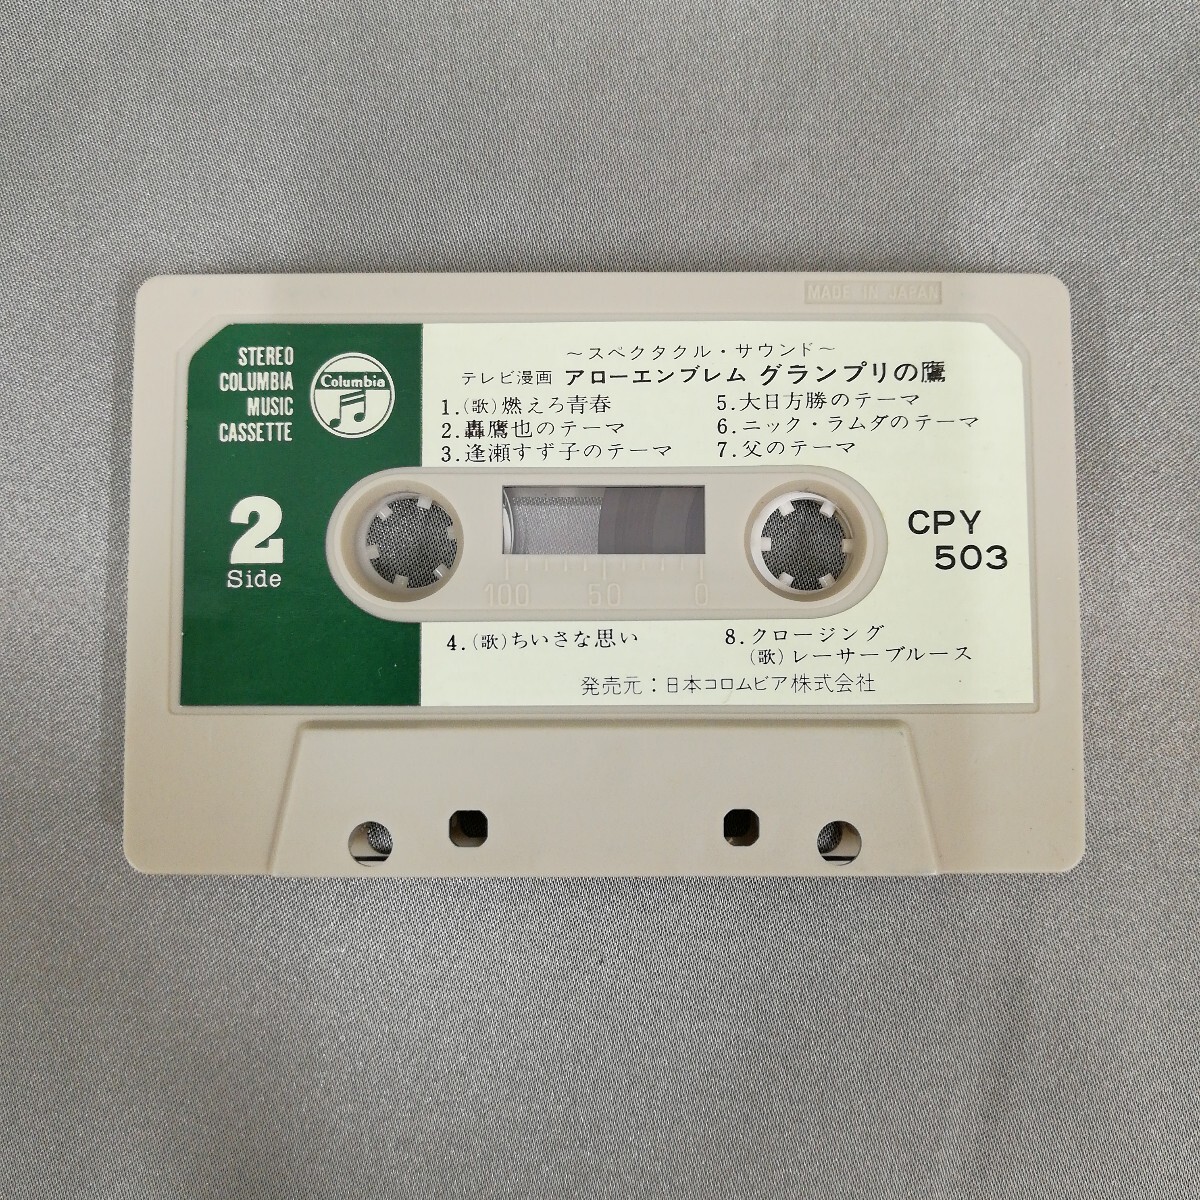 MADE IN JAPAN
STEREO
COLUMBIA
MUSIC
CASSETTE
Columbia
2
Side
～スペクタクル・サウンド～
テレビ漫画 アローエンブレム グランプリの鷹
1.(歌)燃えろ青春
2.轟鷹也のテーマ
3.逢瀬すず子のテーマ
5.大日方勝のテーマ
6.ニック・ラムダのテーマ
7.父のテーマ
CPY
503
100 50 0
4.(歌)ちいさな思い
8.クロージング
(歌)レーサーブルース
発売元:日本コロムビア株式会社